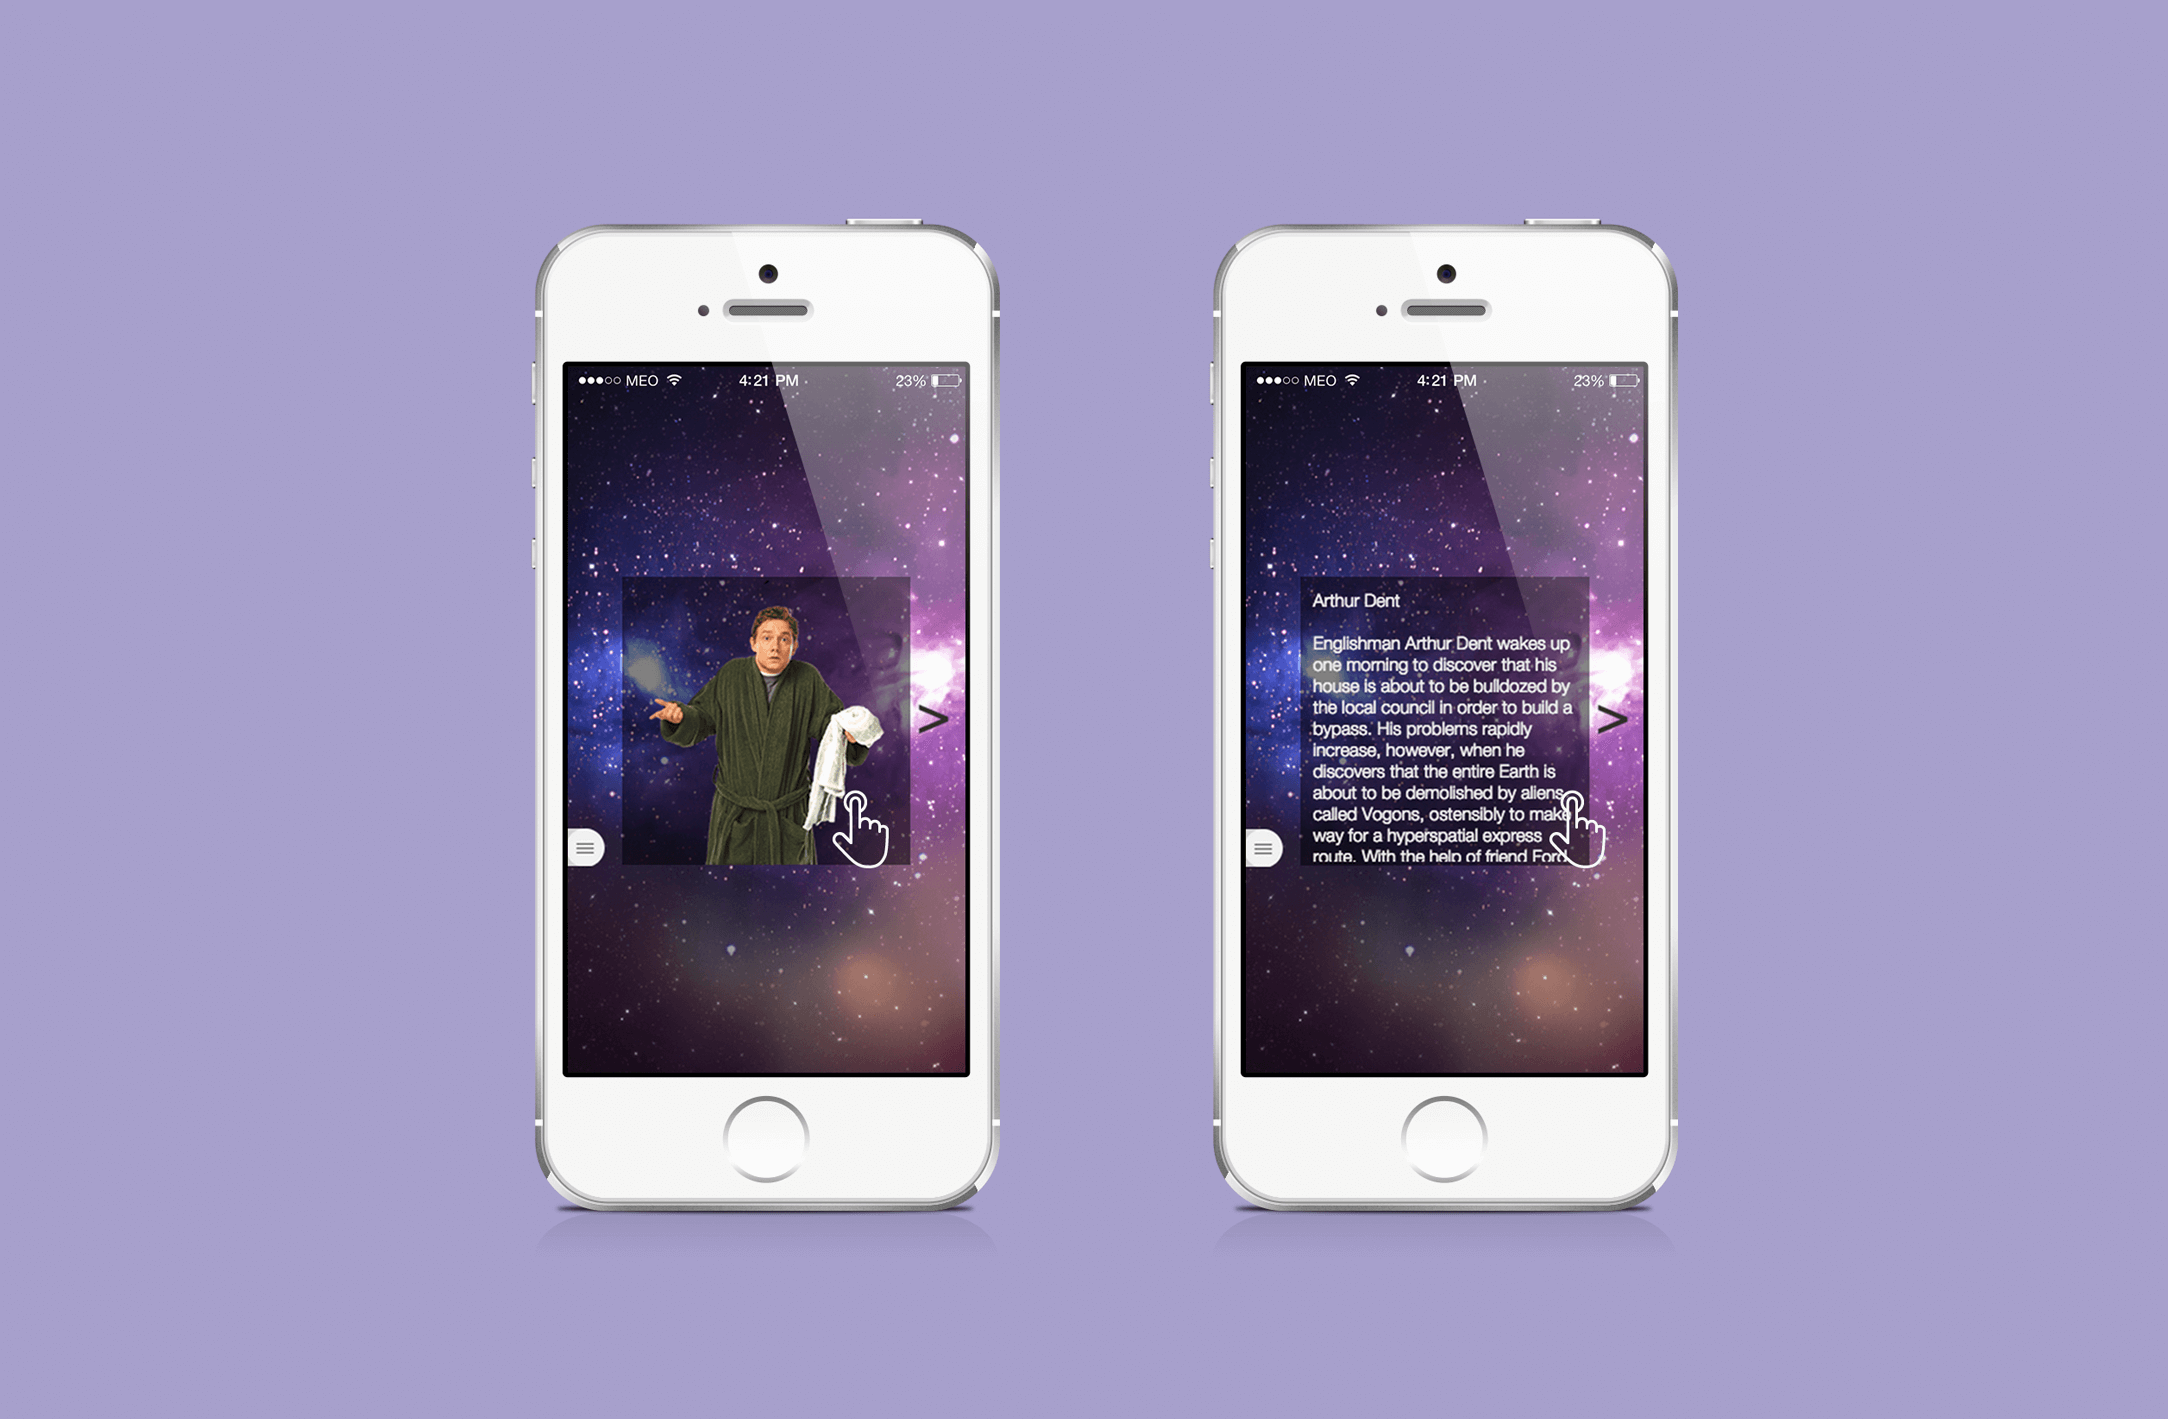 MEO 4:21 PM 23%
>
MEO 4:21 PM 23%
Arthur Dent
Englishman Arthur Dent wakes up
one morning to discover that his
house is about to be bulldozed by
the local council in order to build a
bypass. His problems rapidly
increase, however, when he
discovers that the entire Earth is
about to be demolished by aliens
called Vogons, ostensibly to make
way for a hyperspatial express
route. With the help of friend Ford
>